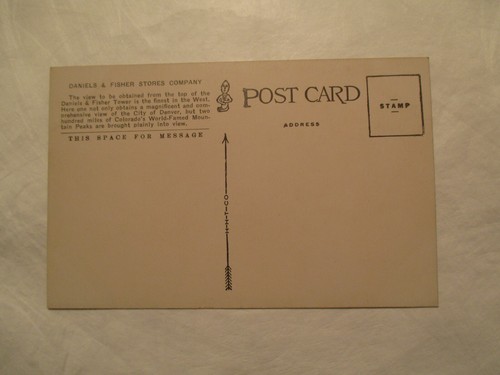 DANIELS & FISHER STORES COMPANY
The view to be obtained from the top of the
Daniels & Fisher Tower is the finest in the West.
Here one not only obtains a magnificent and com-
prehensive view of the City of Denver, but two
hundred miles of Colorado's World-Famed Moun-
tain Peaks are brought plainly into view.
THIS SPACE FOR MESSAGE
POST CARD
ADDRESS
STAMP